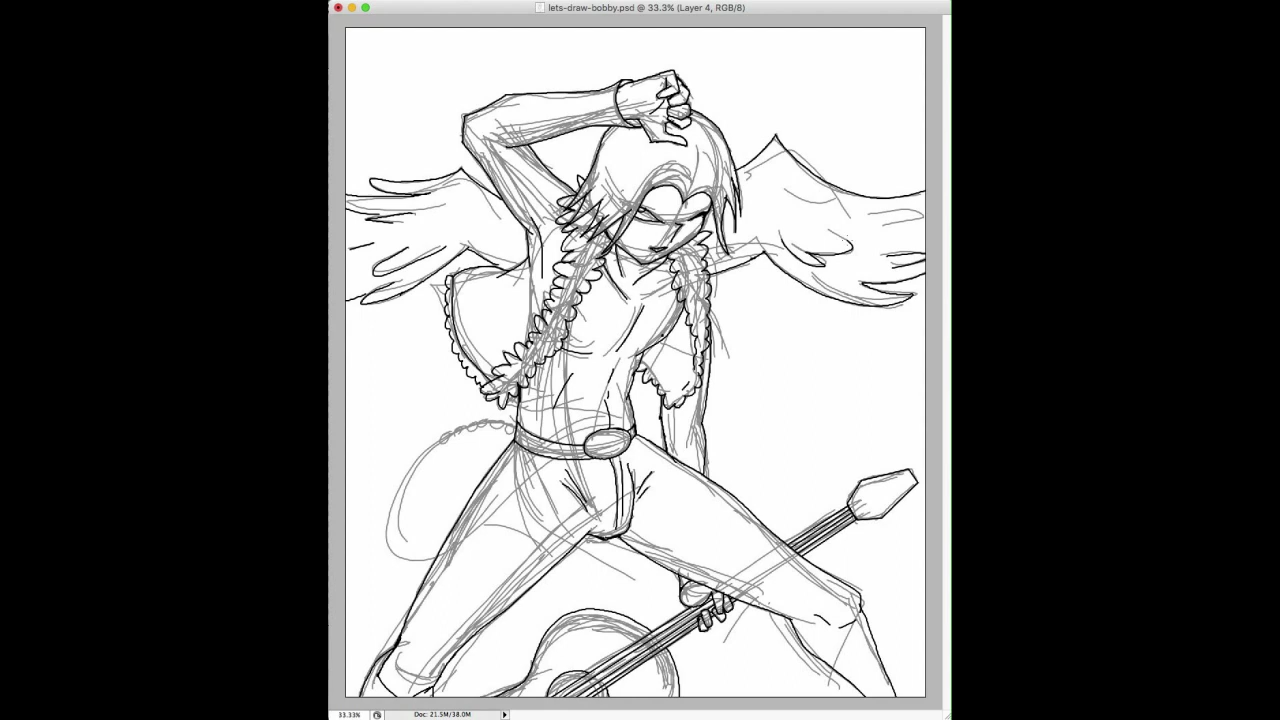 lets-draw-bobby.psd @ 33.3% (Layer 4, RGB/8)
33.33%
Doc: 21.5M/38.0M